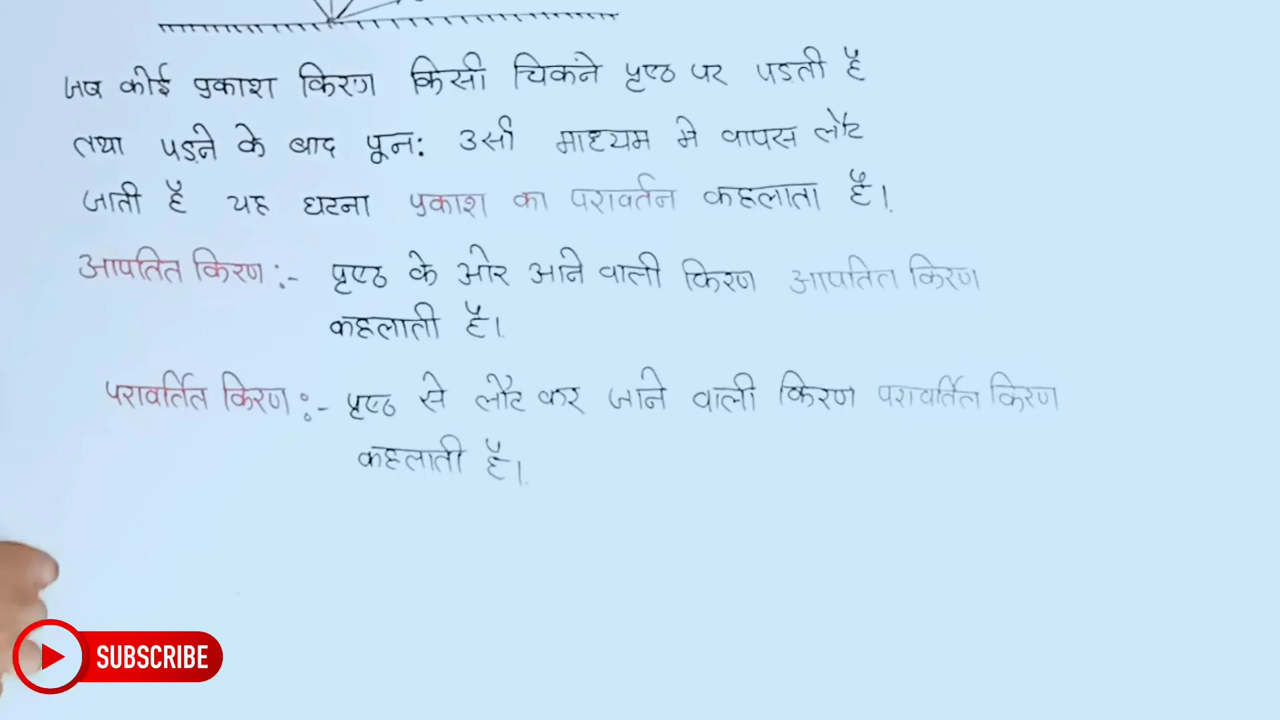 जब कोई प्रकाश किरण किसी चिकने पृष्ठ पर पड़ती है
तथा पड़ने के बाद पून: उसी माध्यम मे वापस लौट
जाती है यह घटना प्रकाश का परावर्तन कहलाता है।
आपतित किरण :- पृष्ठ के ओर आने वाली किरण आपतित किरण
कहलाती है।
परावर्तित किरण :- पृष्ठ से लौट कर जाने वाली किरण परावर्तित किरण
कहलाती है।
SUBSCRIBE